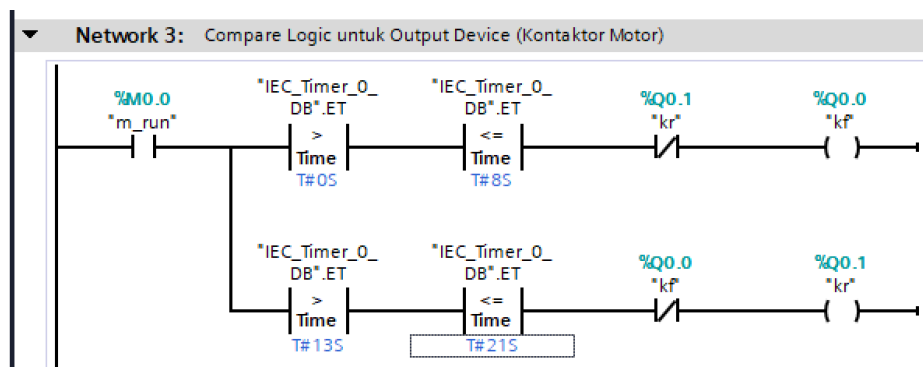 Network 3: Compare Logic untuk Output Device (Kontaktor Motor)
%M0.0
"m_run"
"IEC_Timer_0_
DB".ET
>
Time
T#0S
"IEC_Timer_0_
DB".ET
<=
Time
T#8S
%Q0.1
"kr"
%Q0.0
"kf"
"IEC_Timer_0_
DB".ET
>
Time
T#13S
"IEC_Timer_0_
DB".ET
<=
Time
T#21S
%Q0.0
"kf"
%Q0.1
"kr"